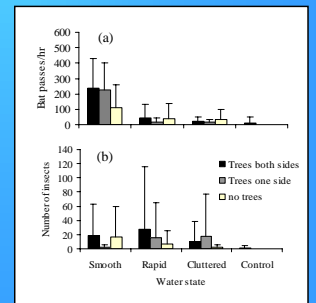 600
(a)
500
400
300
200
100
0
Bat passes/hr
140
(b)
120
100
80
60
40
20
0
Number of insects
Trees both sides
Trees one side
no trees
Smooth Rapid Cluttered Control
Water state